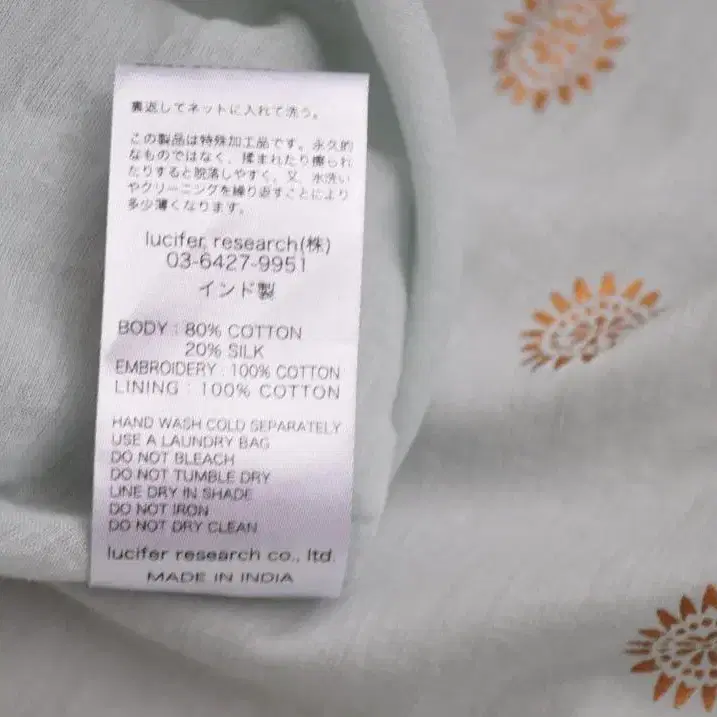 裏返してネットに入れて洗う。
この製品は特殊加工品です。永久的
なものではなく、揉まれたり擦られ
たりすると脱落しやすく、又、水洗い
やクリーニングを繰り返すことにより
多少薄くなります。
lucifer research(株)
03-6427-9951
インド製
BODY : 80% COTTON
20% SILK
EMBROIDERY : 100% COTTON
LINING : 100% COTTON
HAND WASH COLD SEPARATELY
USE A LAUNDRY BAG
DO NOT BLEACH
DO NOT TUMBLE DRY
LINE DRY IN SHADE
DO NOT IRON
DO NOT DRY CLEAN
lucifer research co., ltd.
MADE IN INDIA